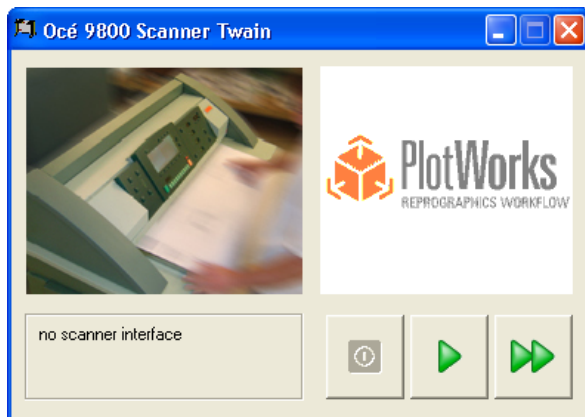 Océ 9800 Scanner Twain
PlotWorks
REPROGRAPHICS WORKFLOW
no scanner interface